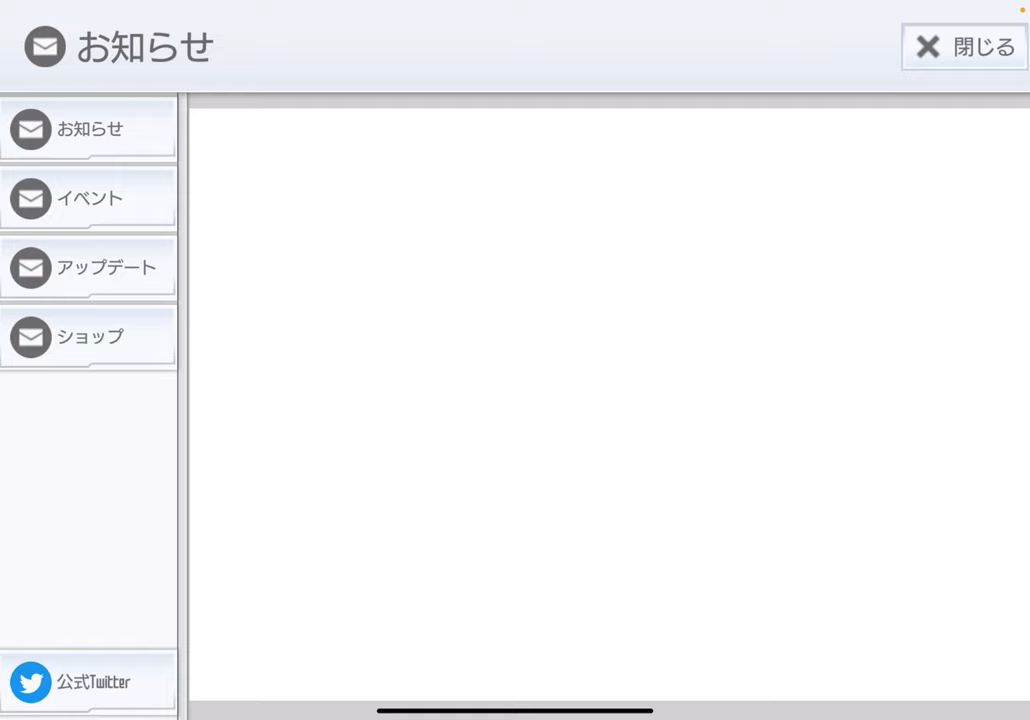 お知らせ
閉じる
お知らせ
イベント
アップデート
ショップ
公式Twitter